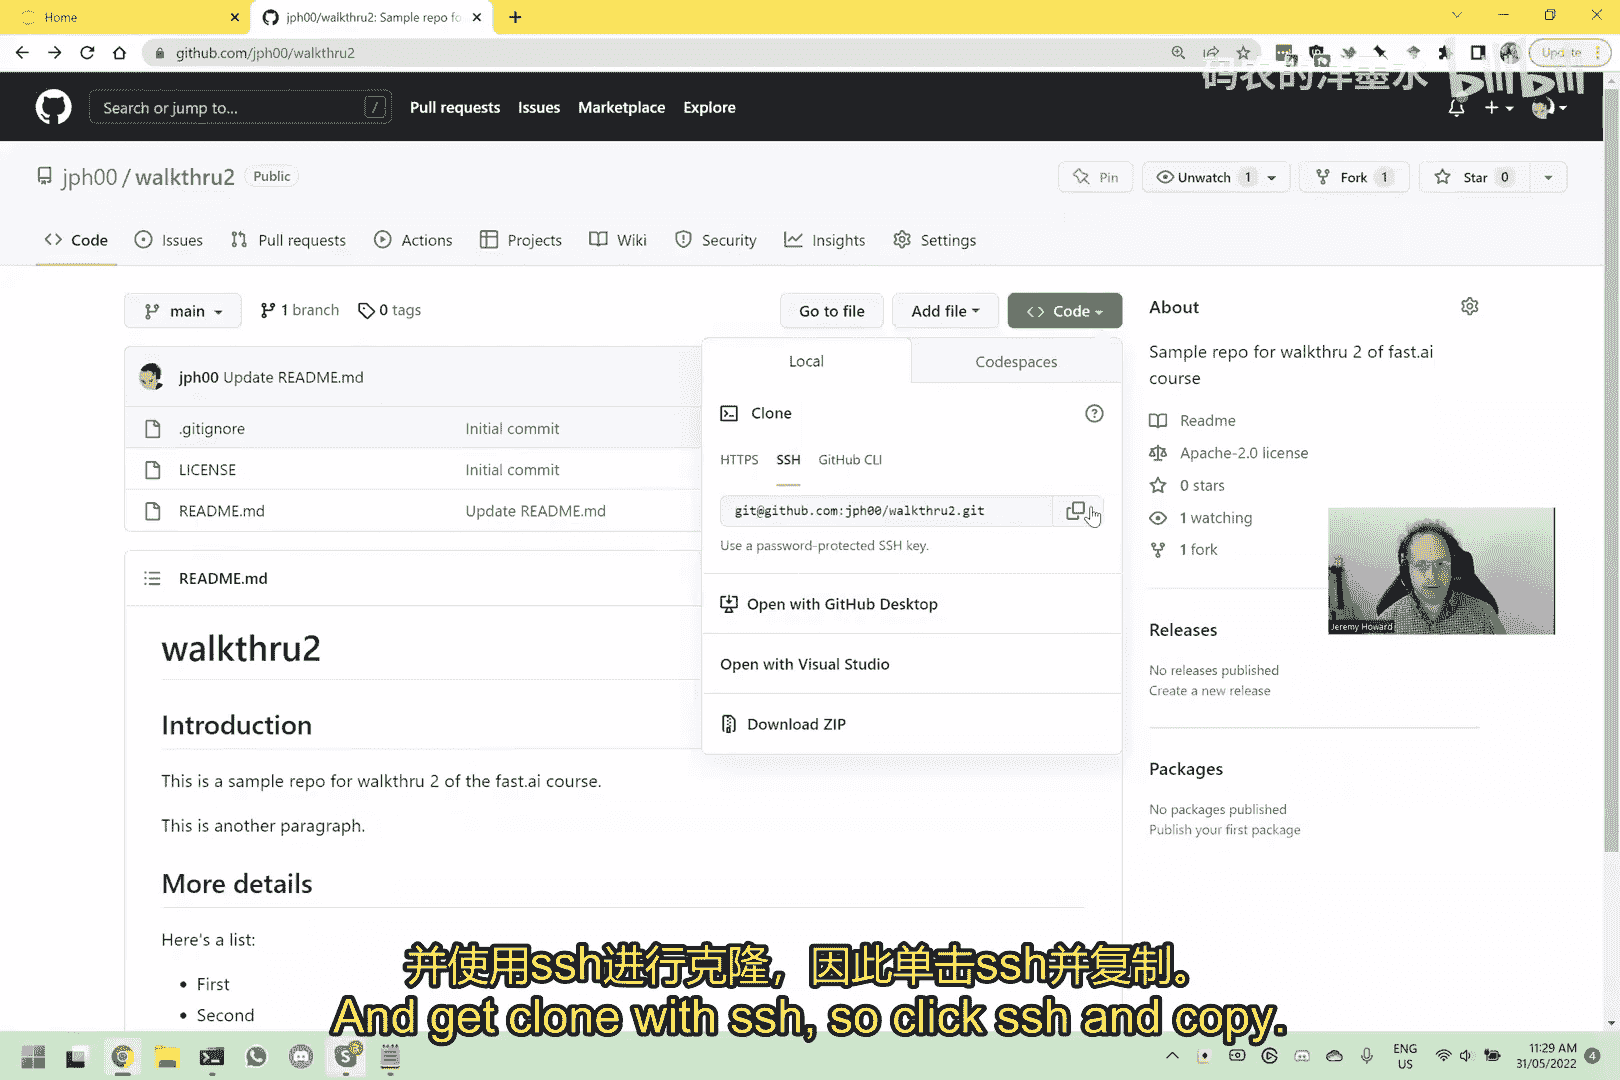 Home
jph00/walkthru2: Sample repo fo
github.com/jph00/walkthru2
Update
码农的洋墨水 bilibili
Search or jump to...
/
Pull requests
Issues
Marketplace
Explore
jph00 / walkthru2
Public
Pin
Unwatch 1
Fork 1
Star 0
Code
Issues
Pull requests
Actions
Projects
Wiki
Security
Insights
Settings
main
1 branch
0 tags
Go to file
Add file
Code
About
Sample repo for walkthru 2 of fast.ai
course
Readme
Apache-2.0 license
0 stars
1 watching
1 fork
Releases
No releases published
Create a new release
Packages
No packages published
Publish your first package
jph00 Update README.md
.gitignore
Initial commit
LICENSE
Initial commit
README.md
Update README.md
Local
Codespaces
Clone
HTTPS
SSH
GitHub CLI
git@github.com:jph00/walkthru2.git
Use a password-protected SSH key.
Open with GitHub Desktop
Open with Visual Studio
Download ZIP
Jeremy Howard
README.md
walkthru2
Introduction
This is a sample repo for walkthru 2 of the fast.ai course.
This is another paragraph.
More details
Here's a list:
First
Second
并使用ssh进行克隆，因此单击ssh并复制。
And get clone with ssh, so click ssh and copy.
ENG
US
11:29 AM
31/05/2022
4